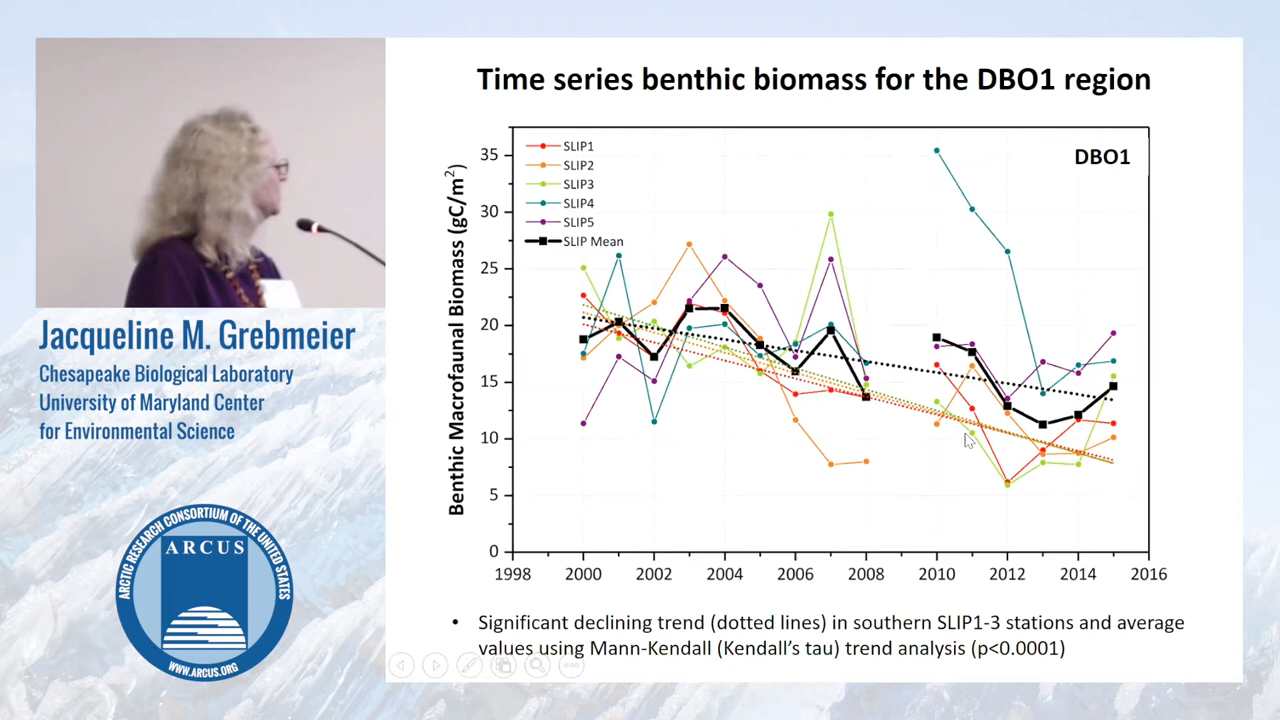 Time series benthic biomass for the DBO1 region
DBO1
SLIP1
SLIP2
SLIP3
SLIP4
SLIP5
SLIP Mean
Benthic Macrofaunal Biomass (gC/m²)
35
30
25
20
15
10
5
0
1998 2000 2002 2004 2006 2008 2010 2012 2014 2016
• Significant declining trend (dotted lines) in southern SLIP1-3 stations and average
values using Mann-Kendall (Kendall's tau) trend analysis (p<0.0001)
Jacqueline M. Grebmeier
Chesapeake Biological Laboratory
University of Maryland Center
for Environmental Science
ARCTIC RESEARCH CONSORTIUM OF THE UNITED STATES
ARCUS
WWW.ARCUS.ORG